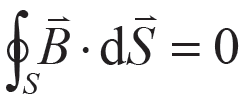 ∮_S B⃗ · dS⃗ = 0